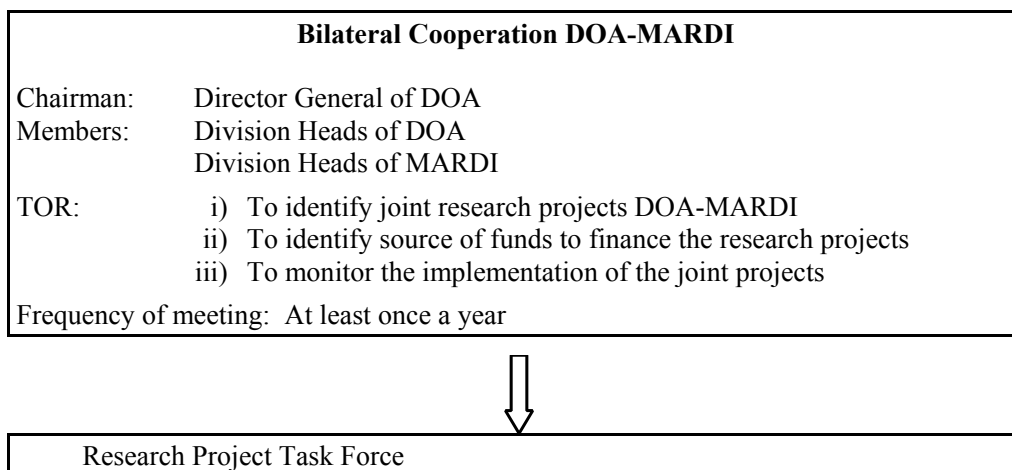 Bilateral Cooperation DOA-MARDI
Chairman: Director General of DOA
Members: Division Heads of DOA
Division Heads of MARDI
TOR: i) To identify joint research projects DOA-MARDI
ii) To identify source of funds to finance the research projects
iii) To monitor the implementation of the joint projects
Frequency of meeting: At least once a year
Research Project Task Force